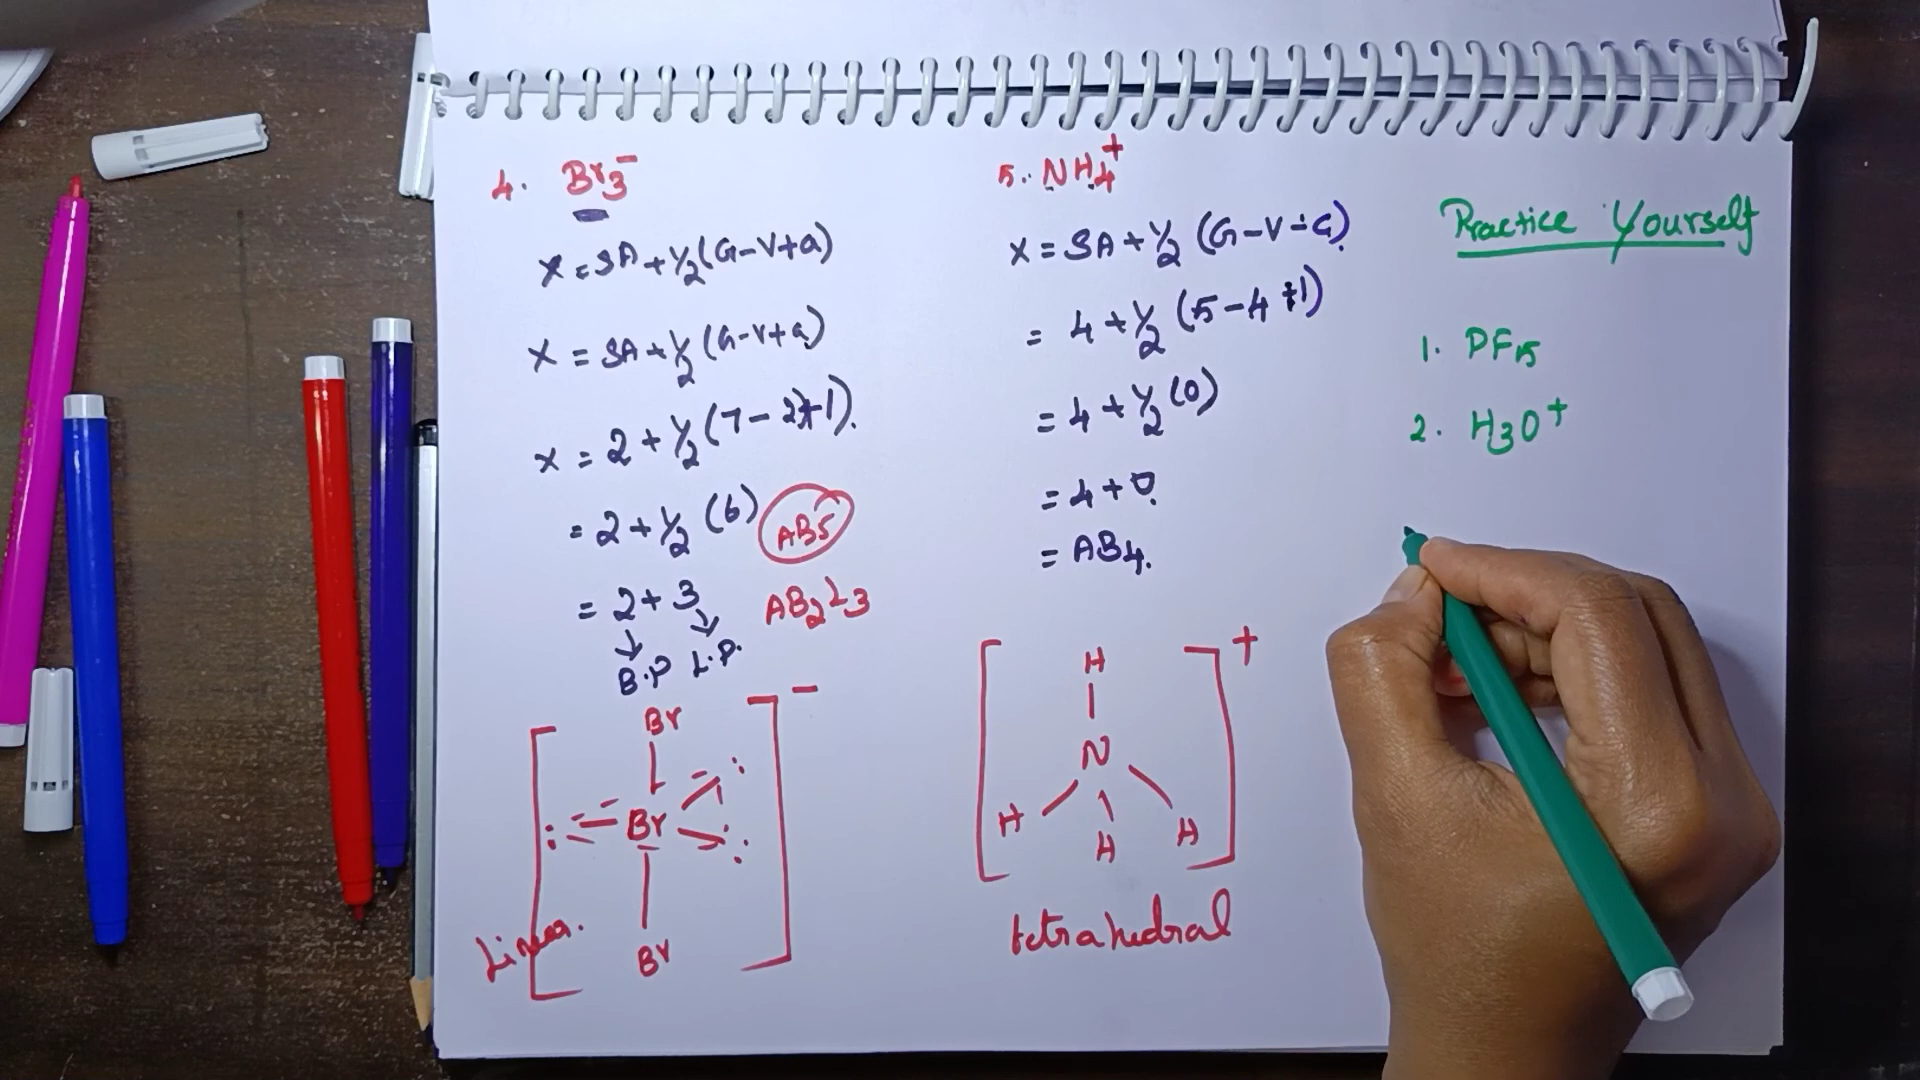 4. Br3⁻
x = SA + 1/2 (G-V+a)
x = SA + 1/2 (G-V+a)
x = 2 + 1/2 (7-2+1).
= 2 + 1/2 (6)
AB5
= 2 + 3
AB2L3
B.P L.P.
Br
Br
Br
Linear.
5. NH4⁺
x = SA + 1/2 (G-V-a).
= 4 + 1/2 (5-4+1)
= 4 + 1/2 (0)
= 4 + 0.
= AB4.
H
N
H H H
+
tetrahedral
Practice Yourself
1. PF5
2. H3O⁺